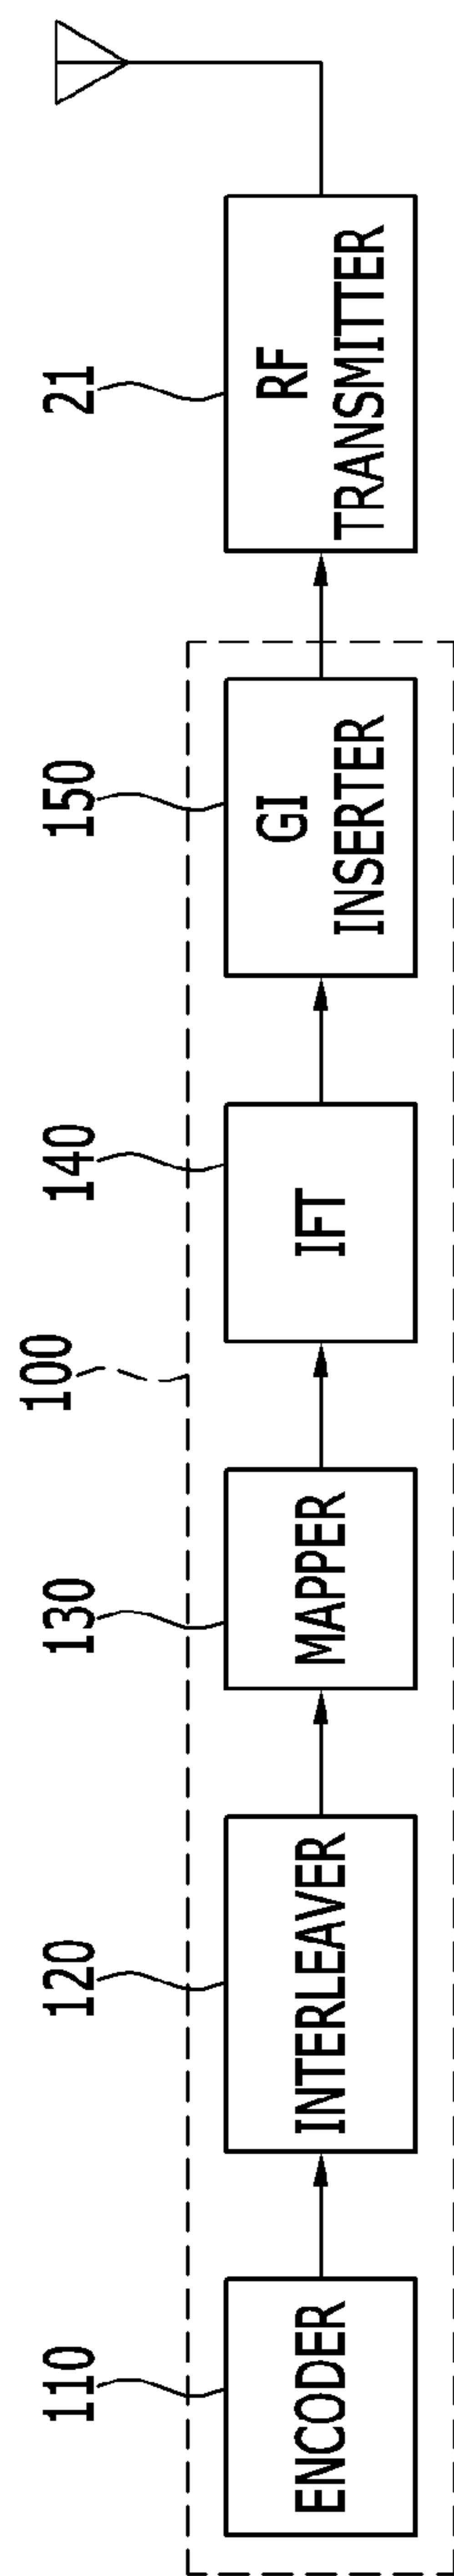 100
110
120
130
140
150
21
ENCODER
INTERLEAVER
MAPPER
IFT
GI
INSERTER
RF
TRANSMITTER